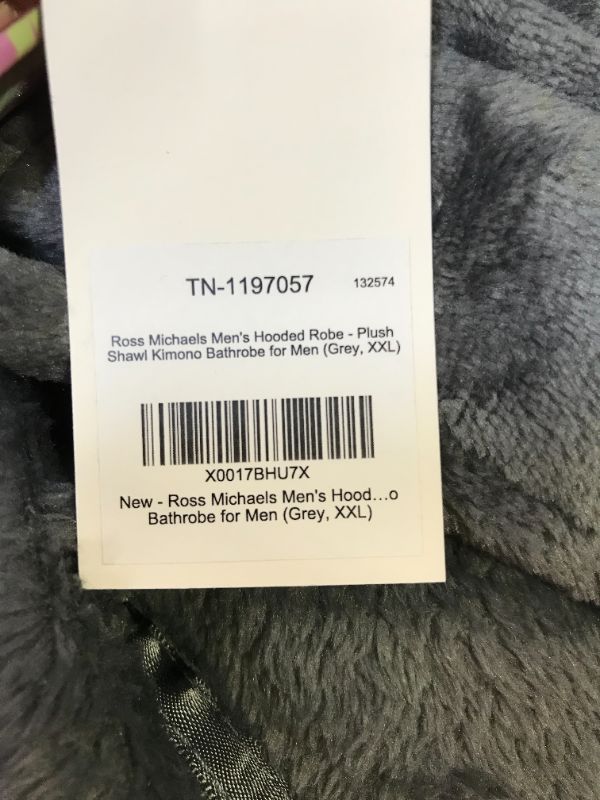 TN-1197057 132574
Ross Michaels Men's Hooded Robe - Plush
Shawl Kimono Bathrobe for Men (Grey, XXL)
X0017BHU7X
New - Ross Michaels Men's Hood...o
Bathrobe for Men (Grey, XXL)